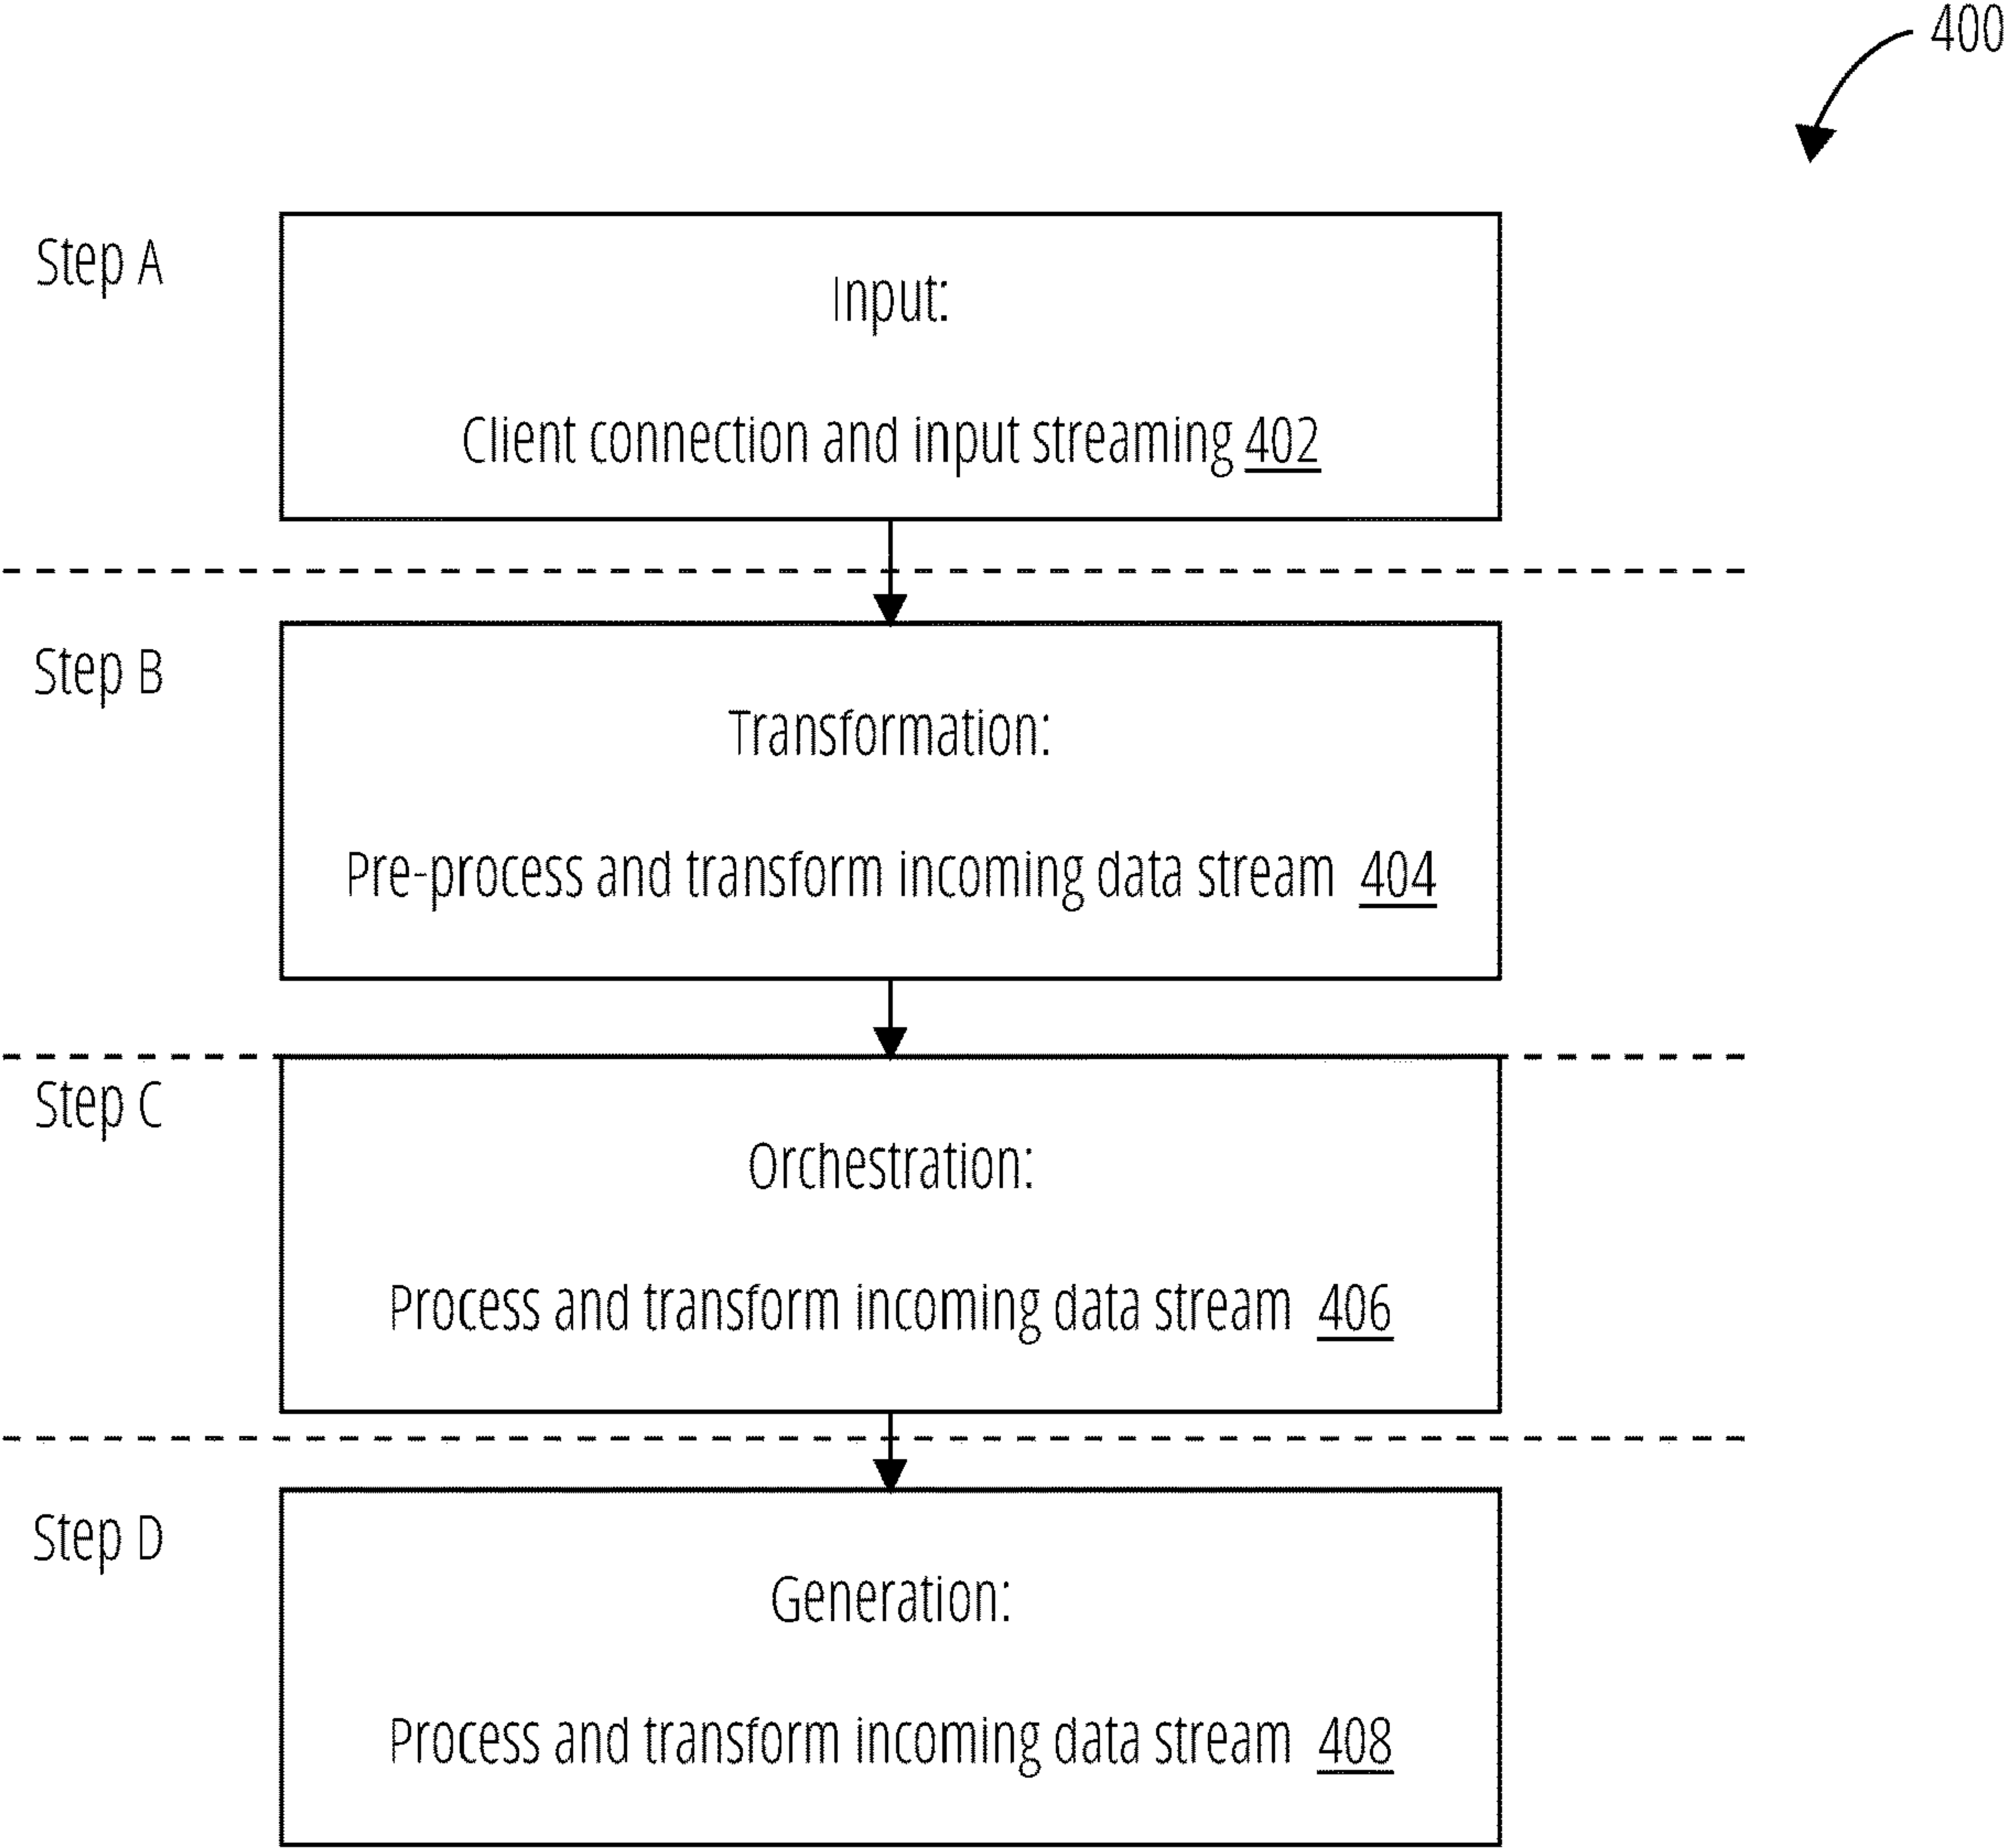 400
Step A
Input:
Client connection and input streaming 402
Step B
Transformation:
Pre-process and transform incoming data stream 404
Step C
Orchestration:
Process and transform incoming data stream 406
Step D
Generation:
Process and transform incoming data stream 408